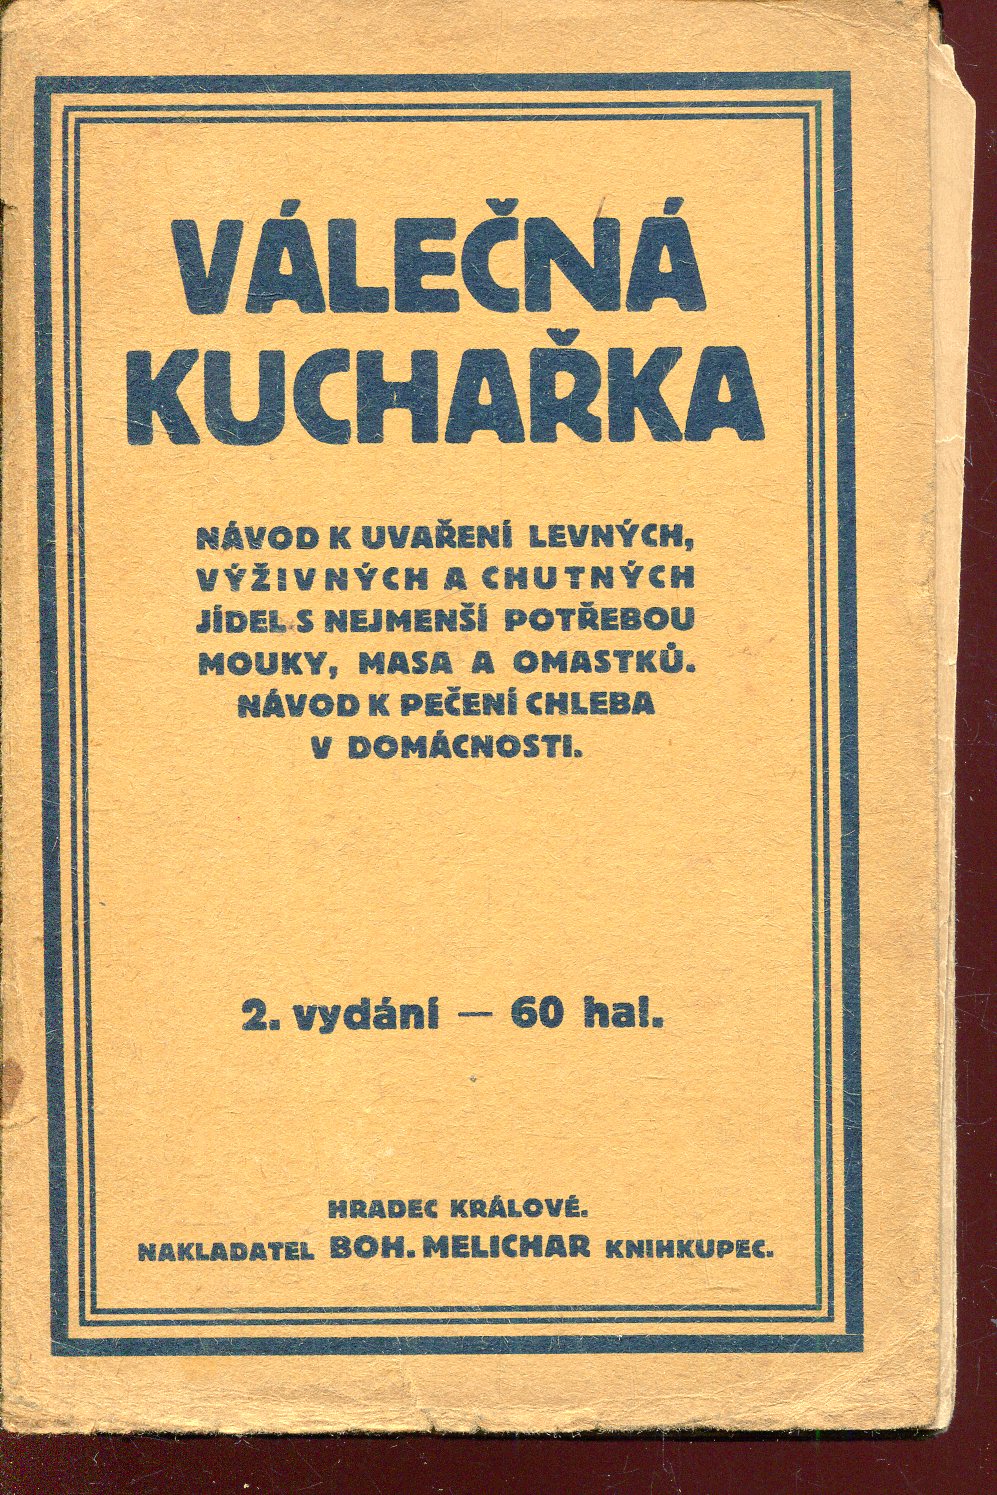 VÁLEČNÁ
KUCHAŘKA
NÁVOD K UVAŘENÍ LEVNÝCH,
VÝŽIVNÝCH A CHUTNÝCH
JÍDEL S NEJMENŠÍ POTŘEBOU
MOUKY, MASA A OMASTKŮ.
NÁVOD K PEČENÍ CHLEBA
V DOMÁCNOSTI.
2. vydání — 60 hal.
HRADEC KRÁLOVÉ.
NAKLADATEL BOH. MELICHAR KNIHKUPEC.